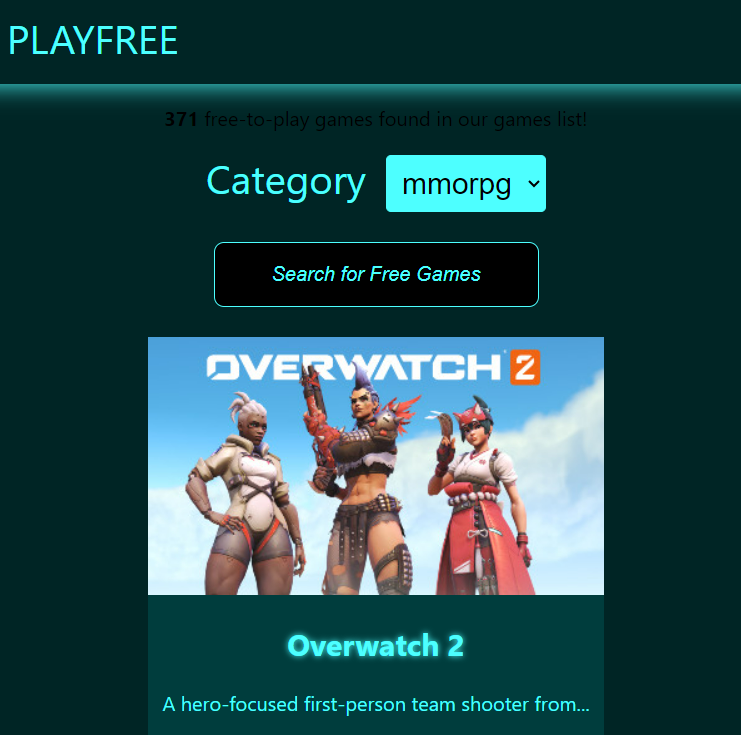 PLAYFREE
371 free-to-play games found in our games list!
Category mmorpg
Search for Free Games
OVERWATCH 2
Overwatch 2
A hero-focused first-person team shooter from...